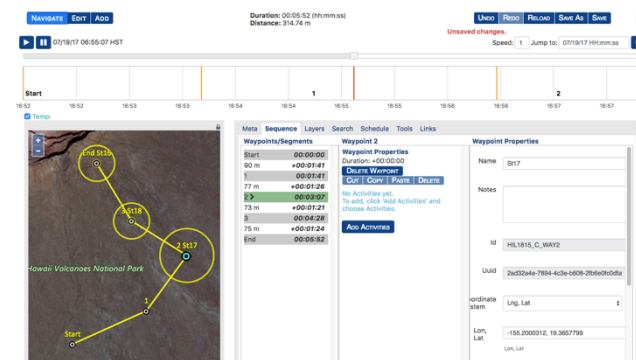 NAVIGATE EDIT ADD
Duration: 00:05:52 (hh:mm:ss)
Distance: 314.74 m
UNDO REDO RELOAD SAVE AS SAVE
Unsaved changes.
07/19/17 06:55:07 HST
Speed: 1 Jump to: 07/19/17 HH:mm:ss
Start 1 2
16:52 16:52 16:53 16:53 16:54 16:54 16:55 16:55 16:56 16:56 16:57 16:57
Temp:
Meta Sequence Layers Search Schedule Tools Links
Waypoints/Segments
Start 00:00:00
90 m +00:01:41
1 00:01:41
77 m +00:01:26
2 00:03:07
73 m +00:01:21
3 00:04:28
75 m +00:01:24
End 00:05:52
Waypoint 2
Waypoint Properties
Duration: +00:00:00
DELETE WAYPOINT
CUT COPY PASTE DELETE
No Activities yet.
To add, click 'Add Activities' and
choose Activities.
ADD ACTIVITIES
Waypoint Properties
Name St17
Notes
Id HIL1815_C_WAY2
Uuid 2ad32a4e-7894-4c3e-b608-2fb6e0fc0dfa
oordinate
stem
Lng, Lat
Lon,
Lat
-155.2000312, 19.3657799
Lon, Lat
+
-
End St16
3 St18
2 St17
Hawaii Volcanoes National Park
1
Start